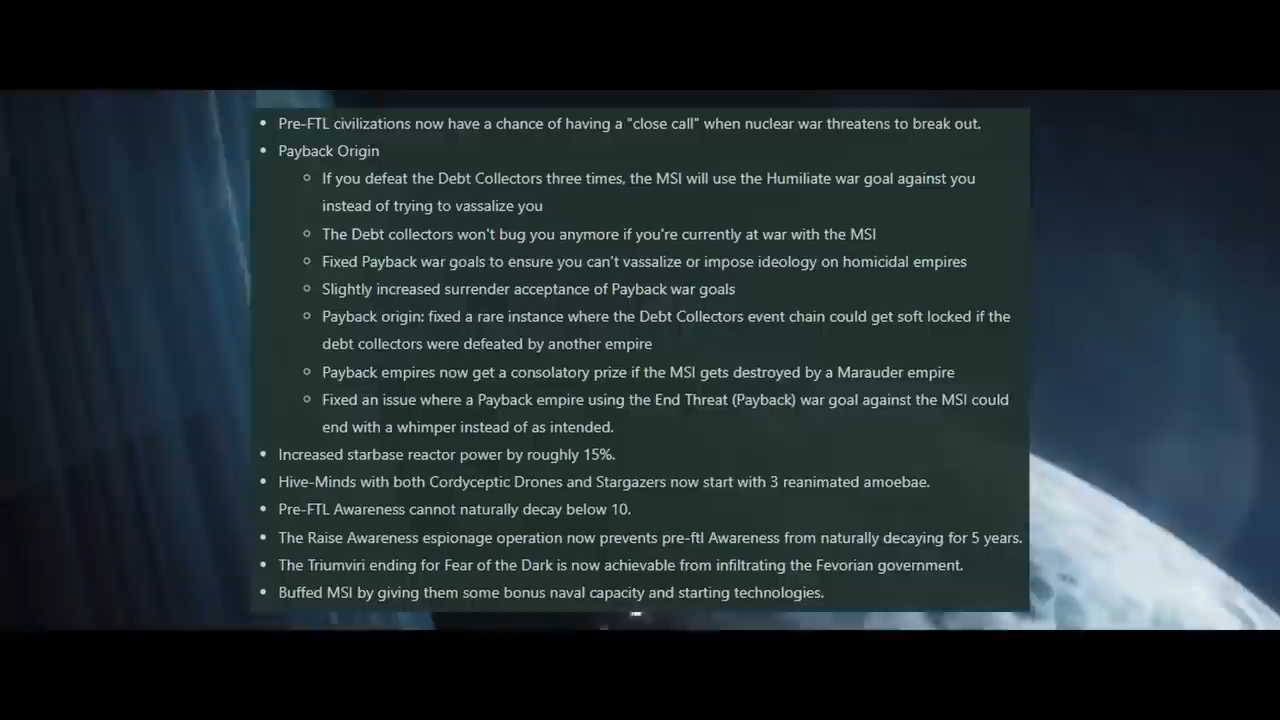 Pre-FTL civilizations now have a chance of having a "close call" when nuclear war threatens to break out.
Payback Origin
If you defeat the Debt Collectors three times, the MSI will use the Humiliate war goal against you
instead of trying to vassalize you
The Debt collectors won't bug you anymore if you're currently at war with the MSI
Fixed Payback war goals to ensure you can't vassalize or impose ideology on homicidal empires
Slightly increased surrender acceptance of Payback war goals
Payback origin: fixed a rare instance where the Debt Collectors event chain could get soft locked if the
debt collectors were defeated by another empire
Payback empires now get a consolatory prize if the MSI gets destroyed by a Marauder empire
Fixed an issue where a Payback empire using the End Threat (Payback) war goal against the MSI could
end with a whimper instead of as intended.
Increased starbase reactor power by roughly 15%.
Hive-Minds with both Cordyceptic Drones and Stargazers now start with 3 reanimated amoebae.
Pre-FTL Awareness cannot naturally decay below 10.
The Raise Awareness espionage operation now prevents pre-ftl Awareness from naturally decaying for 5 years.
The Triumviri ending for Fear of the Dark is now achievable from infiltrating the Fevorian government.
Buffed MSI by giving them some bonus naval capacity and starting technologies.